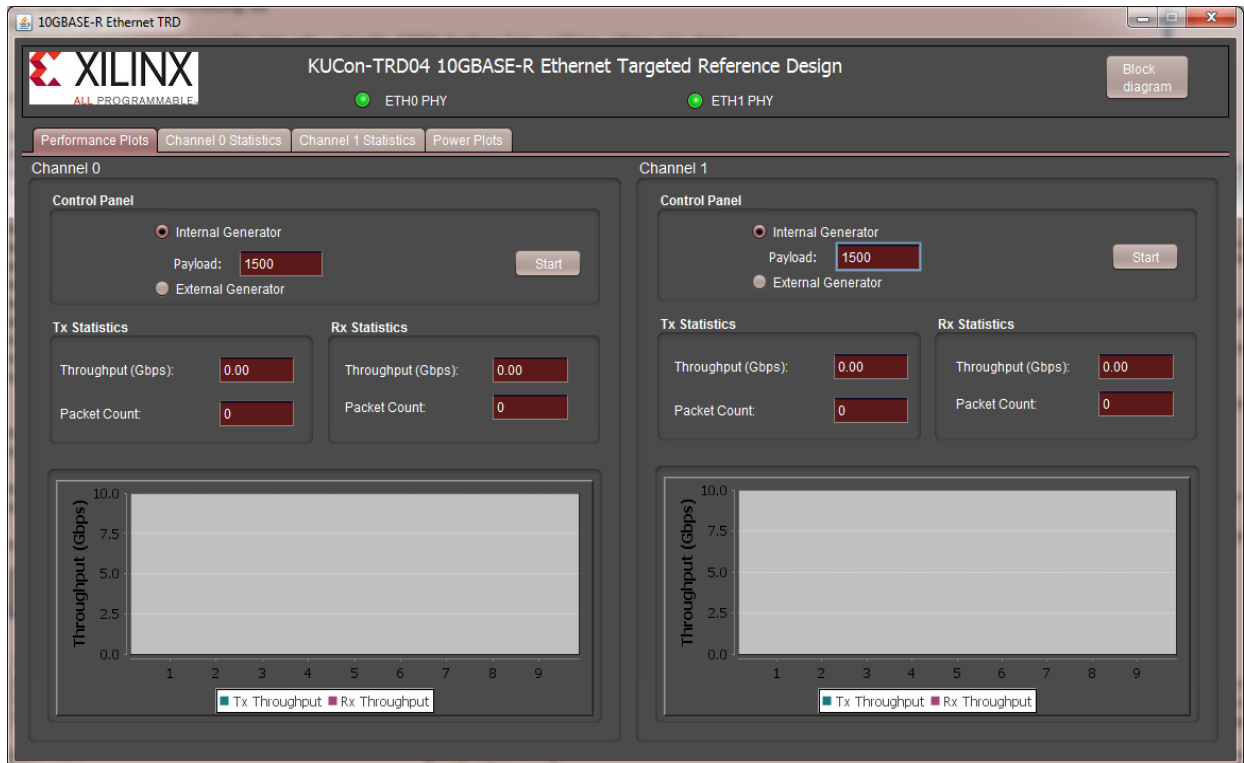 10GBASE-R Ethernet TRD
XILINX
ALL PROGRAMMABLE
KUCon-TRD04 10GBASE-R Ethernet Targeted Reference Design
ETH0 PHY
ETH1 PHY
Block
diagram
Performance Plots
Channel 0 Statistics
Channel 1 Statistics
Power Plots
Channel 0
Control Panel
Internal Generator
Payload: 1500
Start
External Generator
Tx Statistics
Throughput (Gbps): 0.00
Packet Count: 0
Rx Statistics
Throughput (Gbps): 0.00
Packet Count: 0
Throughput (Gbps)
10.0
7.5
5.0
2.5
0.0
1 2 3 4 5 6 7 8 9
Tx Throughput Rx Throughput
Channel 1
Control Panel
Internal Generator
Payload: 1500
Start
External Generator
Tx Statistics
Throughput (Gbps): 0.00
Packet Count: 0
Rx Statistics
Throughput (Gbps): 0.00
Packet Count: 0
Throughput (Gbps)
10.0
7.5
5.0
2.5
0.0
1 2 3 4 5 6 7 8 9
Tx Throughput Rx Throughput